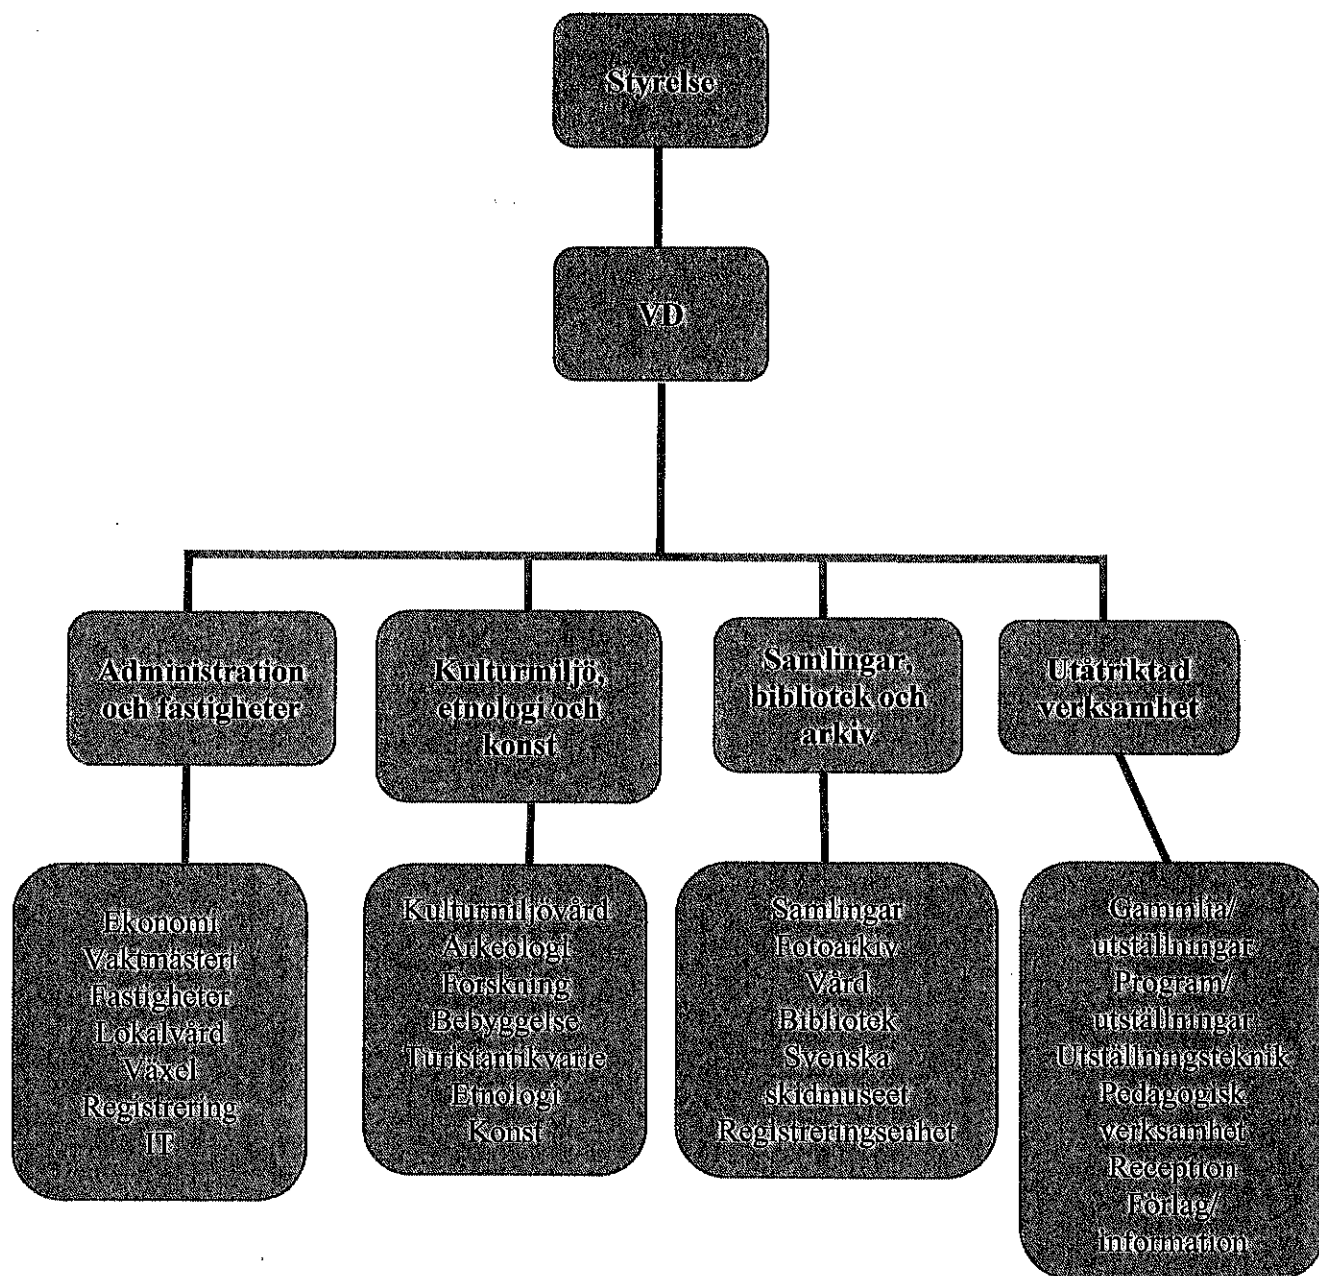 Styrelse
VD
Administration
och fastigheter
Kulturmiljö,
etnologi och
konst
Samlingar,
bibliotek och
arkiv
Utåtriktad
verksamhet
Ekonomi
Vaktmästeri
Fastigheter
Lokalvård
Växel
Registrering
IT
Kulturmiljövård
Arkeologi
Forskning
Bebyggelse
Turistantikvarie
Etnologi
Konst
Samlingar
Fotoarkiv
Vård
Bibliotek
Svenska
skidmuseet
Registreringsenhet
Gammlia/
utställningar
Program/
utställningar
Utställningsteknik
Pedagogisk
verksamhet
Reception
Förlag/
information